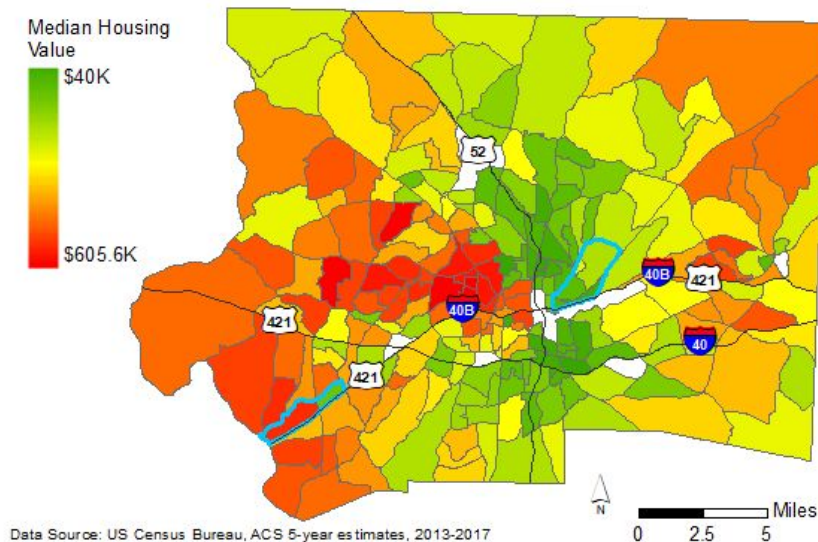 Median Housing
Value
$40K
$605.6K
52
40B
421
421
40B
40
421
N
Miles
0
2.5
5
Data Source: US Census Bureau, ACS 5-year estimates, 2013-2017